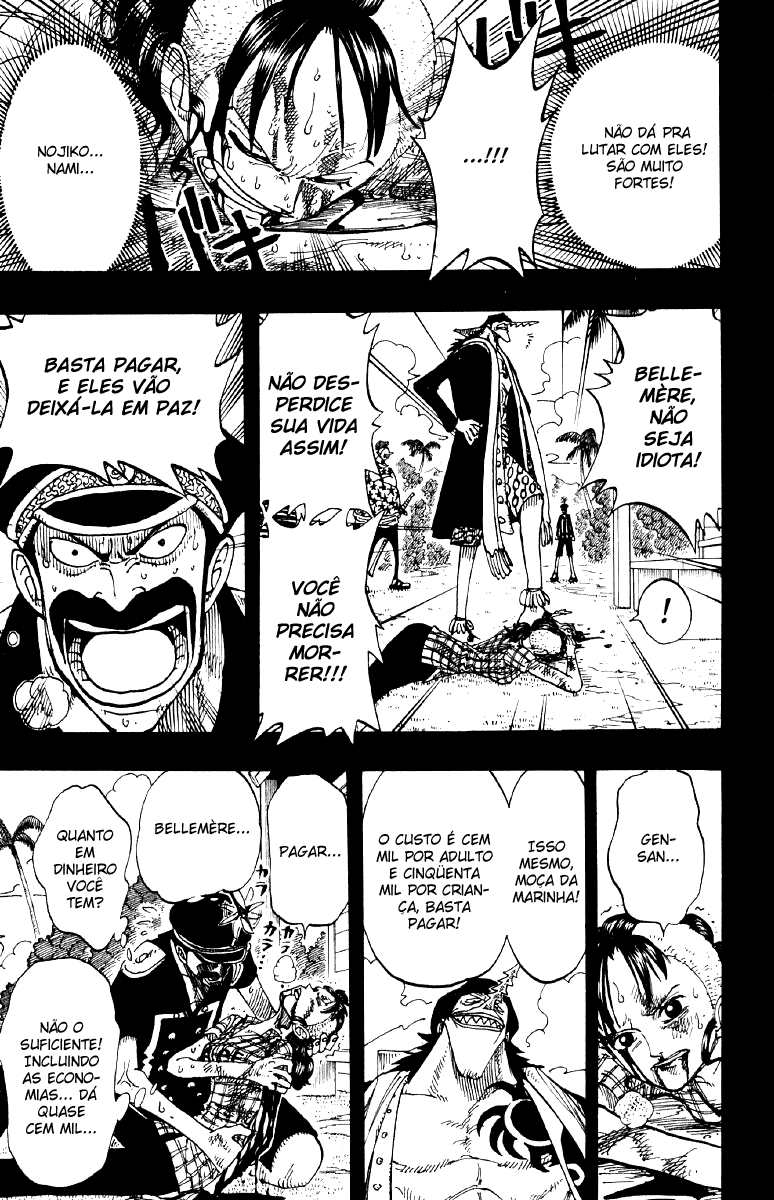 NÃO DÁ PRA
LUTAR COM ELES!
SÃO MUITO
FORTES!
...!!!
NOJIKO...
NAMI...
BELLE-
MÈRE,
NÃO
SEJA
IDIOTA!
!
NÃO DES-
PERDICE
SUA VIDA
ASSIM!
VOCÊ
NÃO
PRECISA
MOR-
RER!!!
BASTA PAGAR,
E ELES VÃO
DEIXÁ-LA EM PAZ!
GEN-
SAN...
ISSO
MESMO,
MOÇA DA
MARINHA!
O CUSTO É CEM
MIL POR ADULTO
E CINQÜENTA
MIL POR CRIAN-
ÇA, BASTA
PAGAR!
PAGAR...
BELLEMÈRE...
QUANTO
EM
DINHEIRO
VOCÊ
TEM?
NÃO O
SUFICIENTE!
INCLUINDO
AS ECONO-
MIAS... DÁ
QUASE
CEM MIL...